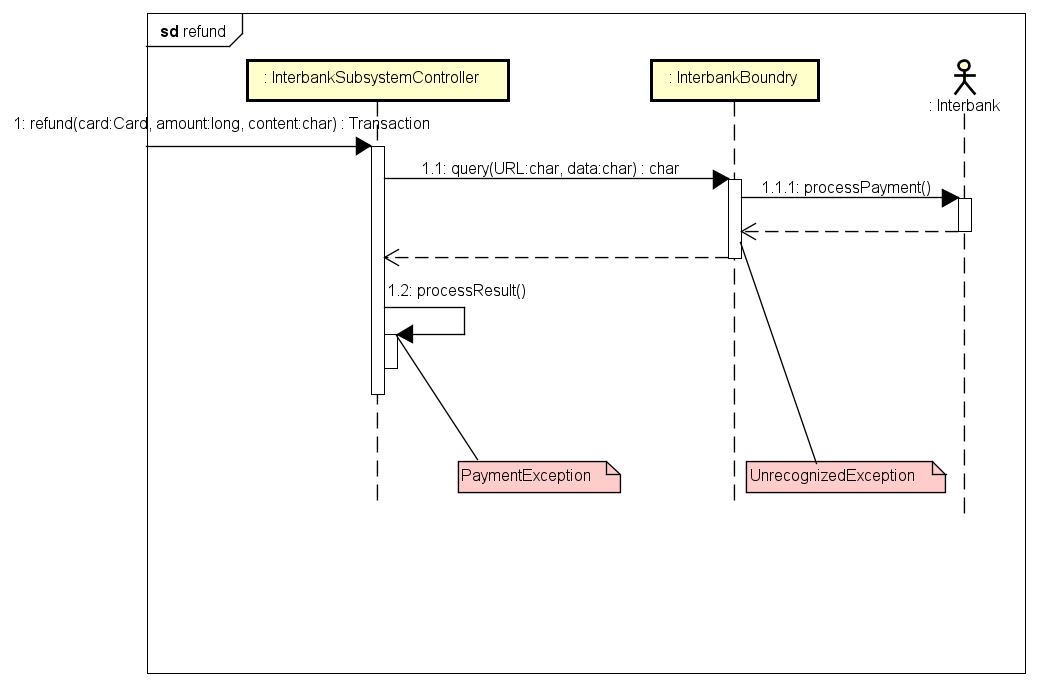 sd refund
: InterbankSubsystemController
: InterbankBoundry
: Interbank
1: refund(card:Card, amount:long, content:char) : Transaction
1.1: query(URL:char, data:char) : char
1.1.1: processPayment()
1.2: processResult()
PaymentException
UnrecognizedException